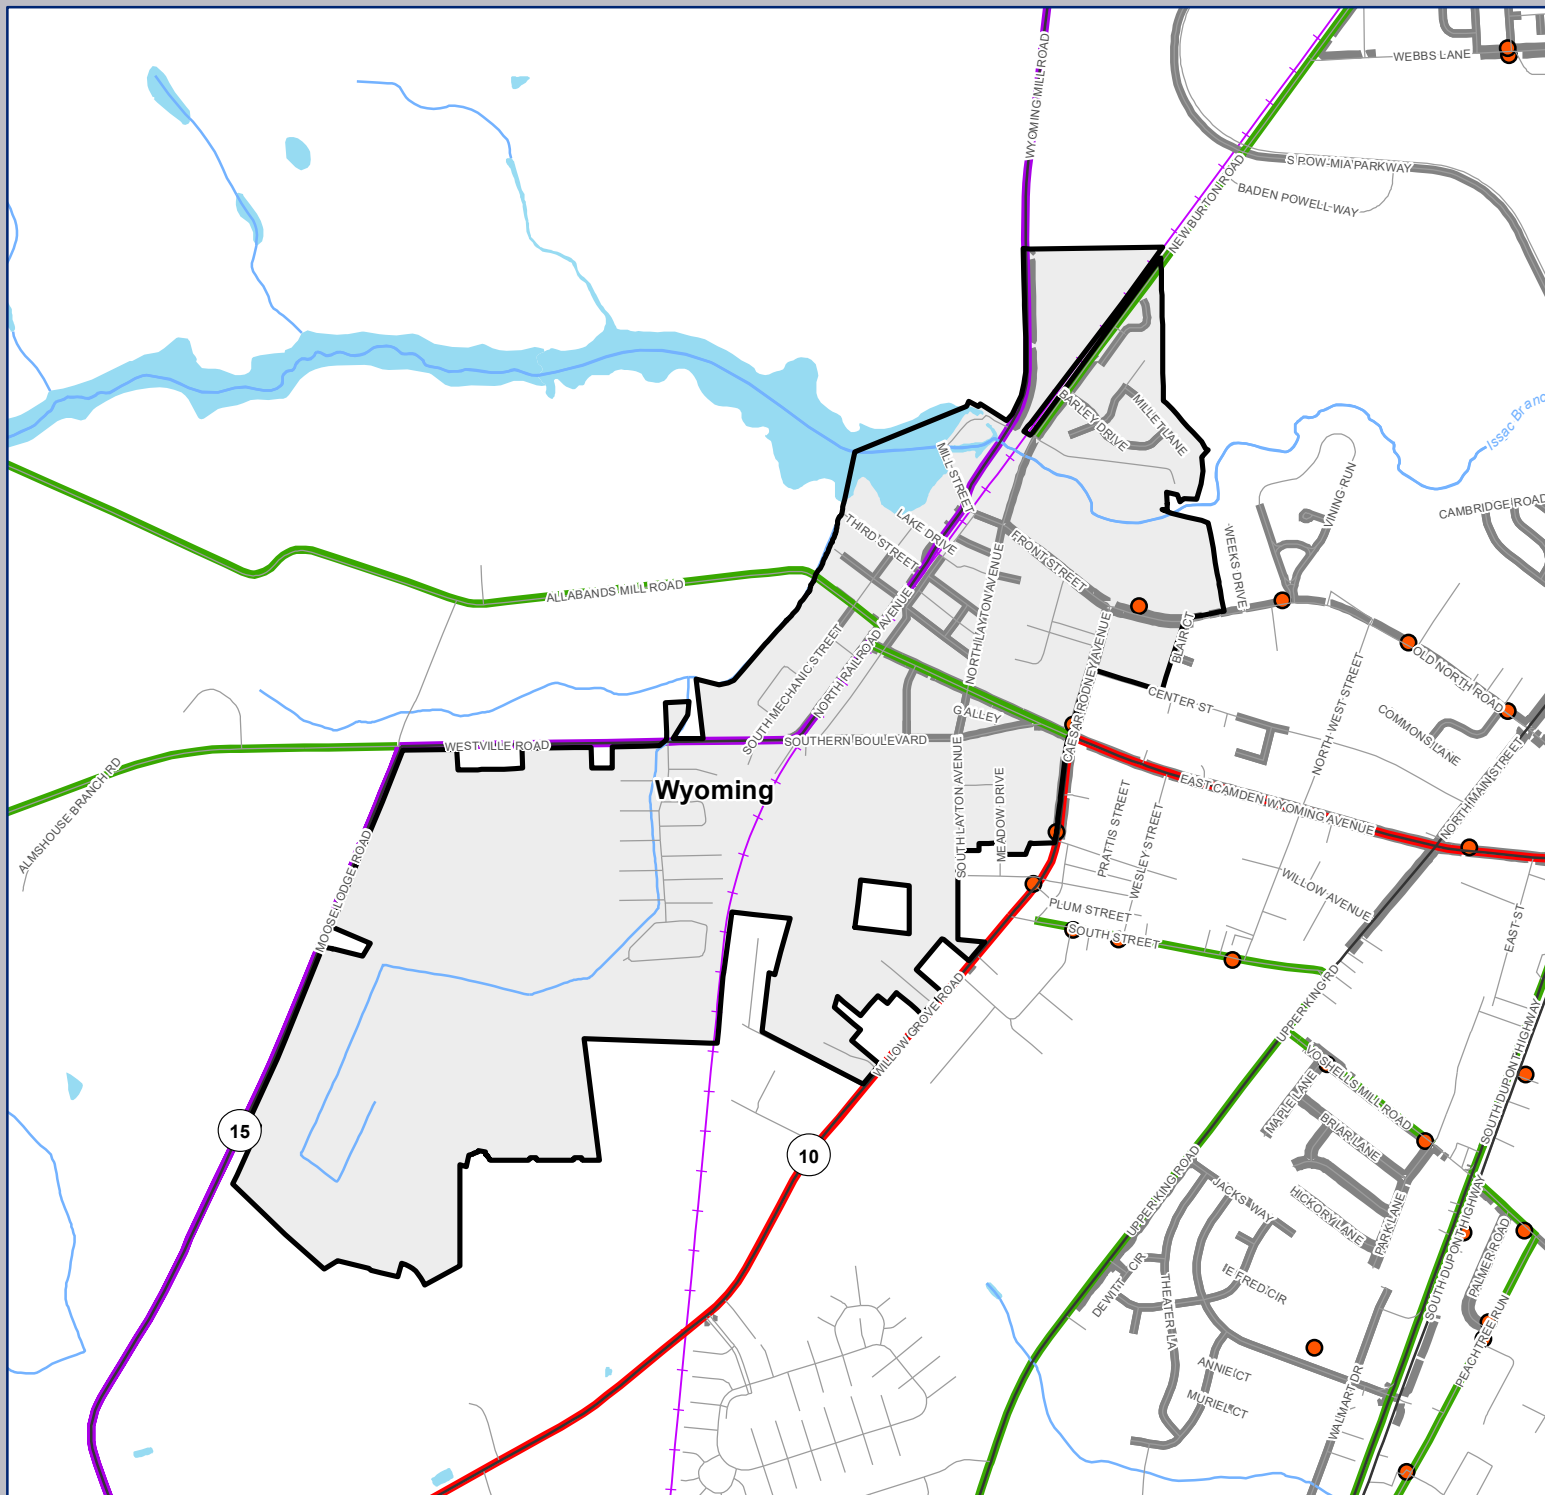 WYOMING MILL ROAD
WEBBS LANE
S POW-MIA PARKWAY
BADEN POWELL WAY
NEW BURTON ROAD
BARLEY DRIVE
MILLET LANE
Issac Branc
MILL STREET
LAKE DRIVE
THIRD STREET
FRONT STREET
WEEKS DRIVE
VINING RUN
CAMBRIDGE ROAD
ALLABANDS MILL ROAD
NORTH LAYTON AVENUE
NORTH RAILROAD AVENUE
SOUTH MECHANIC STREET
CAESAR RODNEY AVENUE
BLAIR CT
CENTER ST
NORTH WEST STREET
OLD NORTH ROAD
COMMONS LANE
G ALLEY
WESTVILLE ROAD
SOUTHERN BOULEVARD
ALMSHOUSE BRANCH RD
Wyoming
SOUTH LAYTON AVENUE
MEADOW DRIVE
PRATTIS STREET
WESLEY STREET
EAST CAMDEN WYOMING AVENUE
NORTH MAIN STREET
MOOSE LODGE ROAD
WILLOW AVENUE
PLUM STREET
SOUTH STREET
EAST ST
UPPER KING RD
WILLOW GROVE ROAD
SOUTH DUPONT HIGHWAY
VOSHELLS MILL ROAD
MAPLE LANE
BRIAR LANE
15
10
UPPER KING ROAD
JACKS WAY
HICKORY LANE
PARK LANE
SOUTH DUPONT HIGHWAY
PALMER ROAD
DEWITT CIR
IE FRED CIR
THEATER LA
PEACHTREE RUN
ANNIE CT
MURIEL CT
WALMART DR